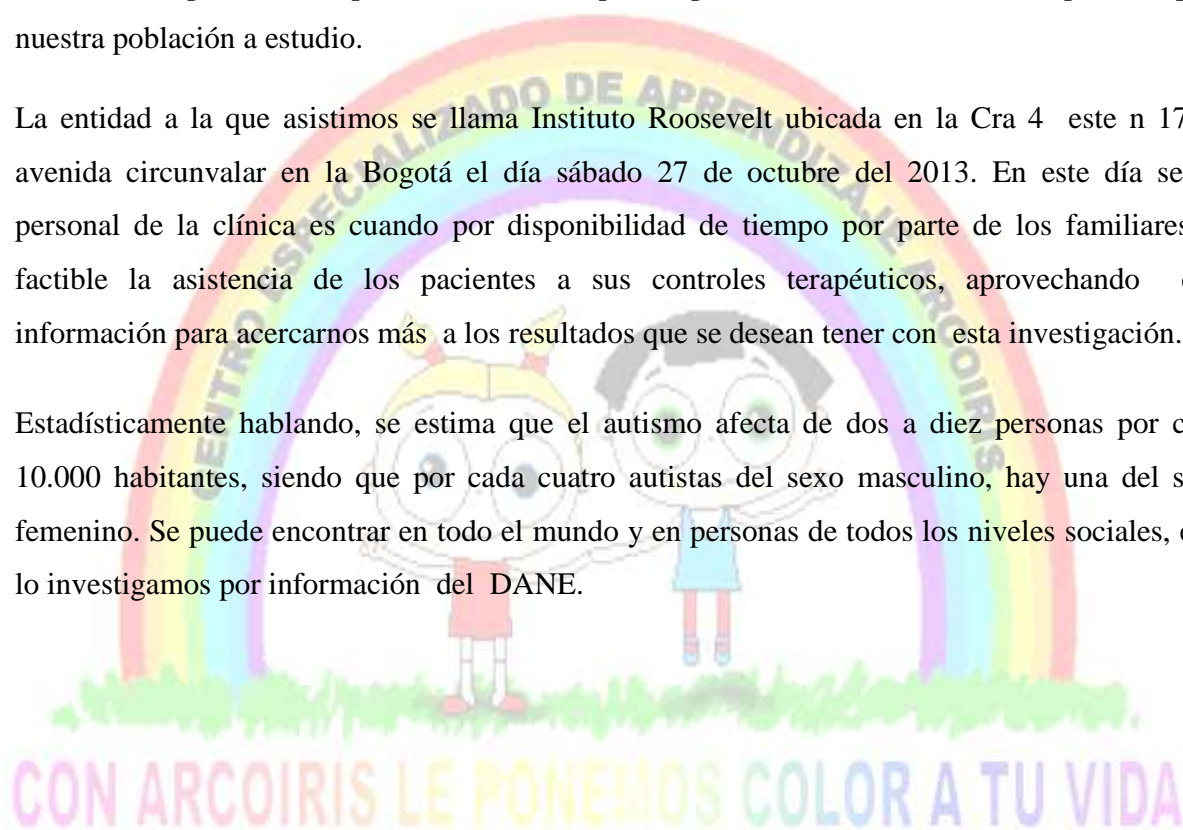 nuestra población a estudio.
La entidad a la que asistimos se llama Instituto Roosevelt ubicada en la Cra 4 este n 17
avenida circunvalar en la Bogotá el día sábado 27 de octubre del 2013. En este día se
personal de la clínica es cuando por disponibilidad de tiempo por parte de los familiares
factible la asistencia de los pacientes a sus controles terapéuticos, aprovechando
información para acercarnos más a los resultados que se desean tener con esta investigación.
Estadísticamente hablando, se estima que el autismo afecta de dos a diez personas por c
10.000 habitantes, siendo que por cada cuatro autistas del sexo masculino, hay una del s
femenino. Se puede encontrar en todo el mundo y en personas de todos los niveles sociales,
lo investigamos por información del DANE.
CENTRO ESPECIALIZADO DE APRENDIZAJE ARCOIRIS
CON ARCOIRIS LE PONEMOS COLOR A TU VIDA